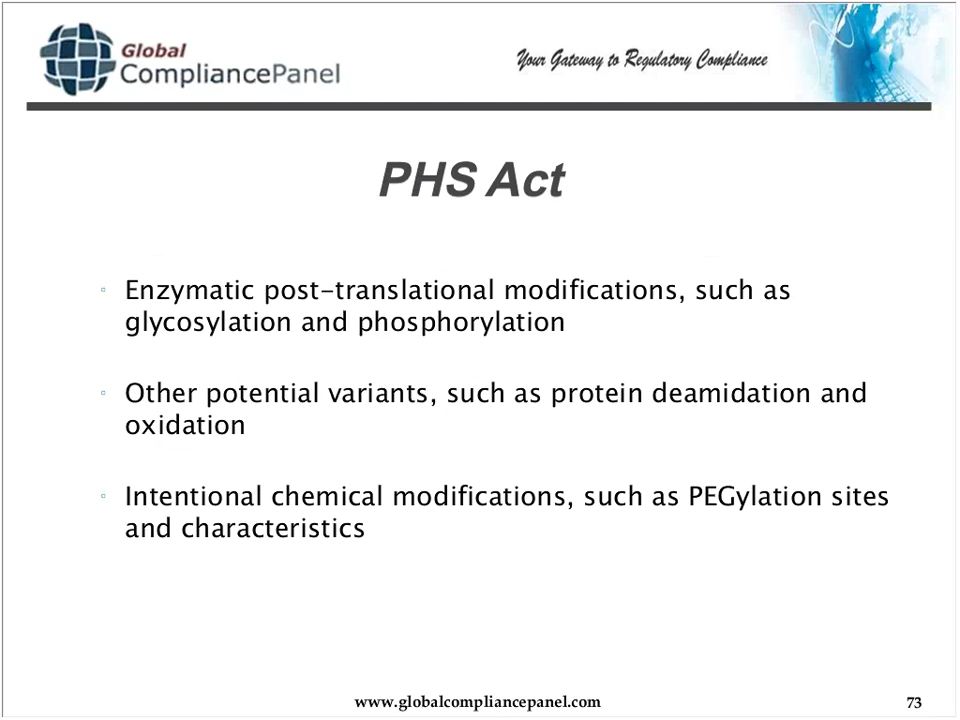 Global
CompliancePanel
Your Gateway to Regulatory Compliance
PHS Act
▫ Enzymatic post-translational modifications, such as
glycosylation and phosphorylation
▫ Other potential variants, such as protein deamidation and
oxidation
▫ Intentional chemical modifications, such as PEGylation sites
and characteristics
www.globalcompliancepanel.com
73